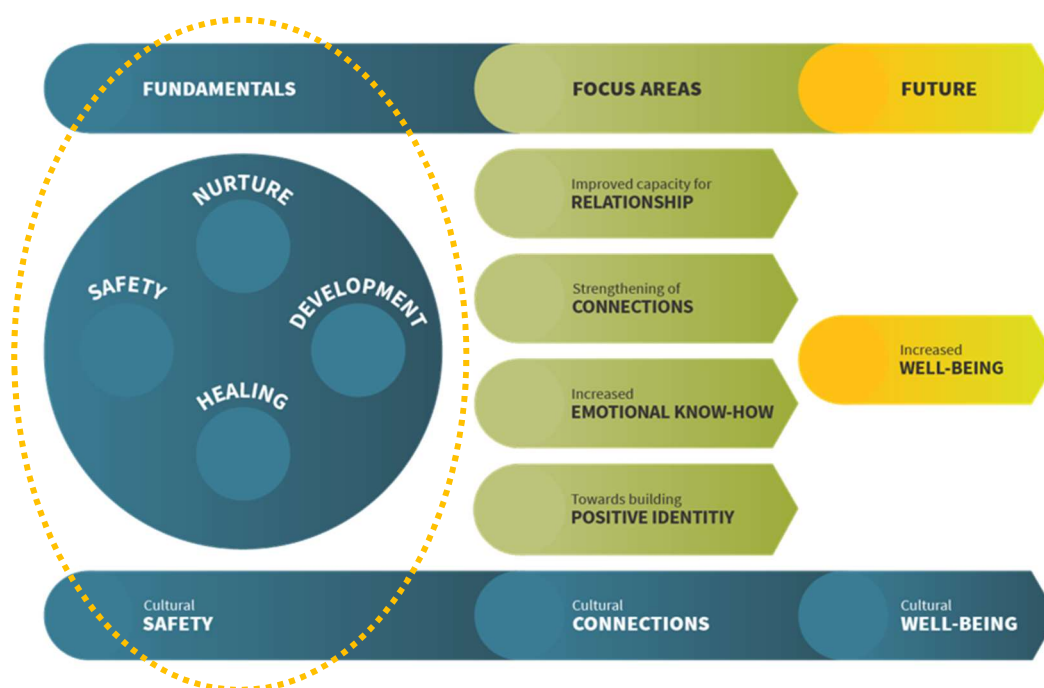 FUNDAMENTALS
FOCUS AREAS
FUTURE
NURTURE
SAFETY
DEVELOPMENT
HEALING
Improved capacity for
RELATIONSHIP
Strengthening of
CONNECTIONS
Increased
EMOTIONAL KNOW-HOW
Towards building
POSITIVE IDENTITIY
Increased
WELL-BEING
Cultural
SAFETY
Cultural
CONNECTIONS
Cultural
WELL-BEING